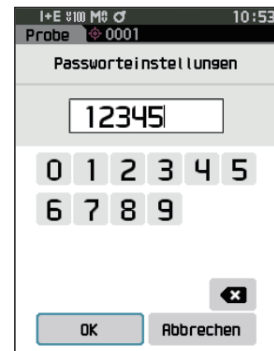 I+E 10:53
Probe 0001
Passworteinstellungen
12345
0 1 2 3 4 5
6 7 8 9
OK Abbrechen